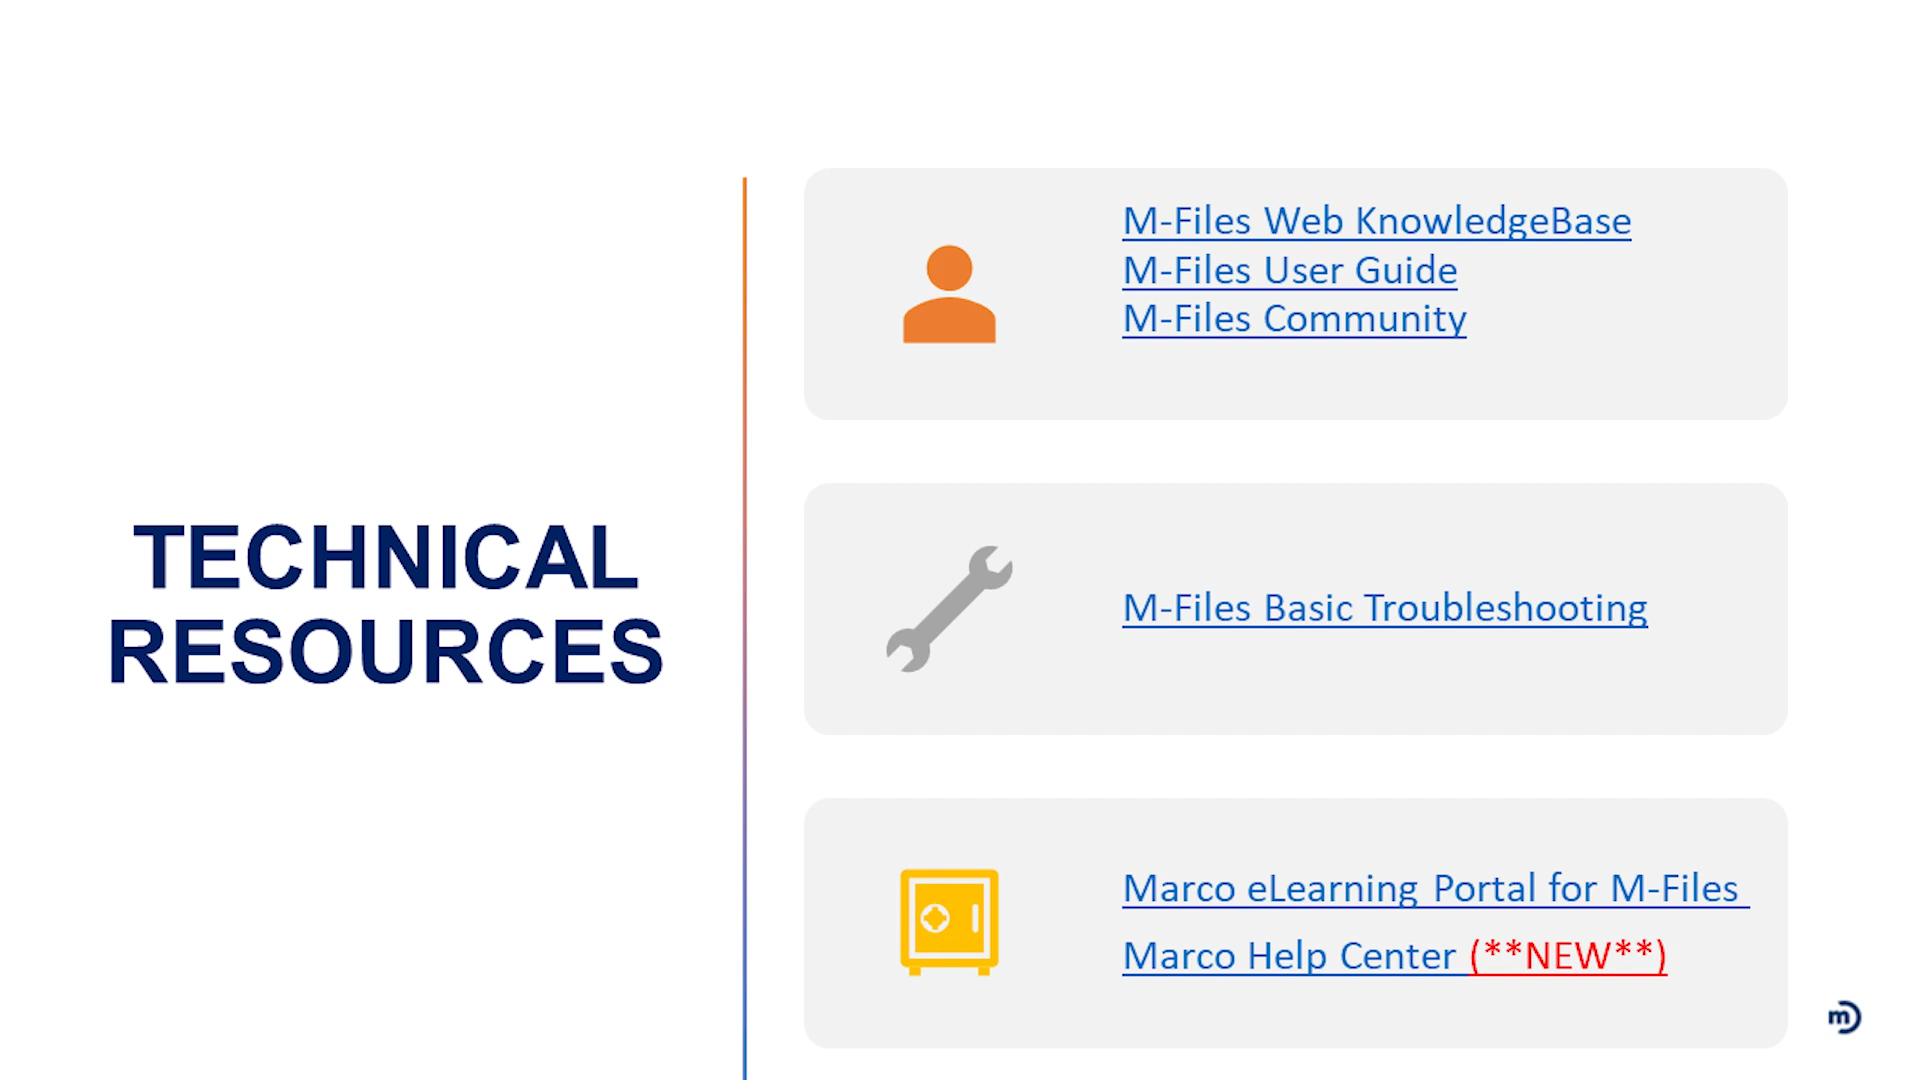 TECHNICAL
RESOURCES
M-Files Web KnowledgeBase
M-Files User Guide
M-Files Community
M-Files Basic Troubleshooting
Marco eLearning Portal for M-Files
Marco Help Center (**NEW**)
m